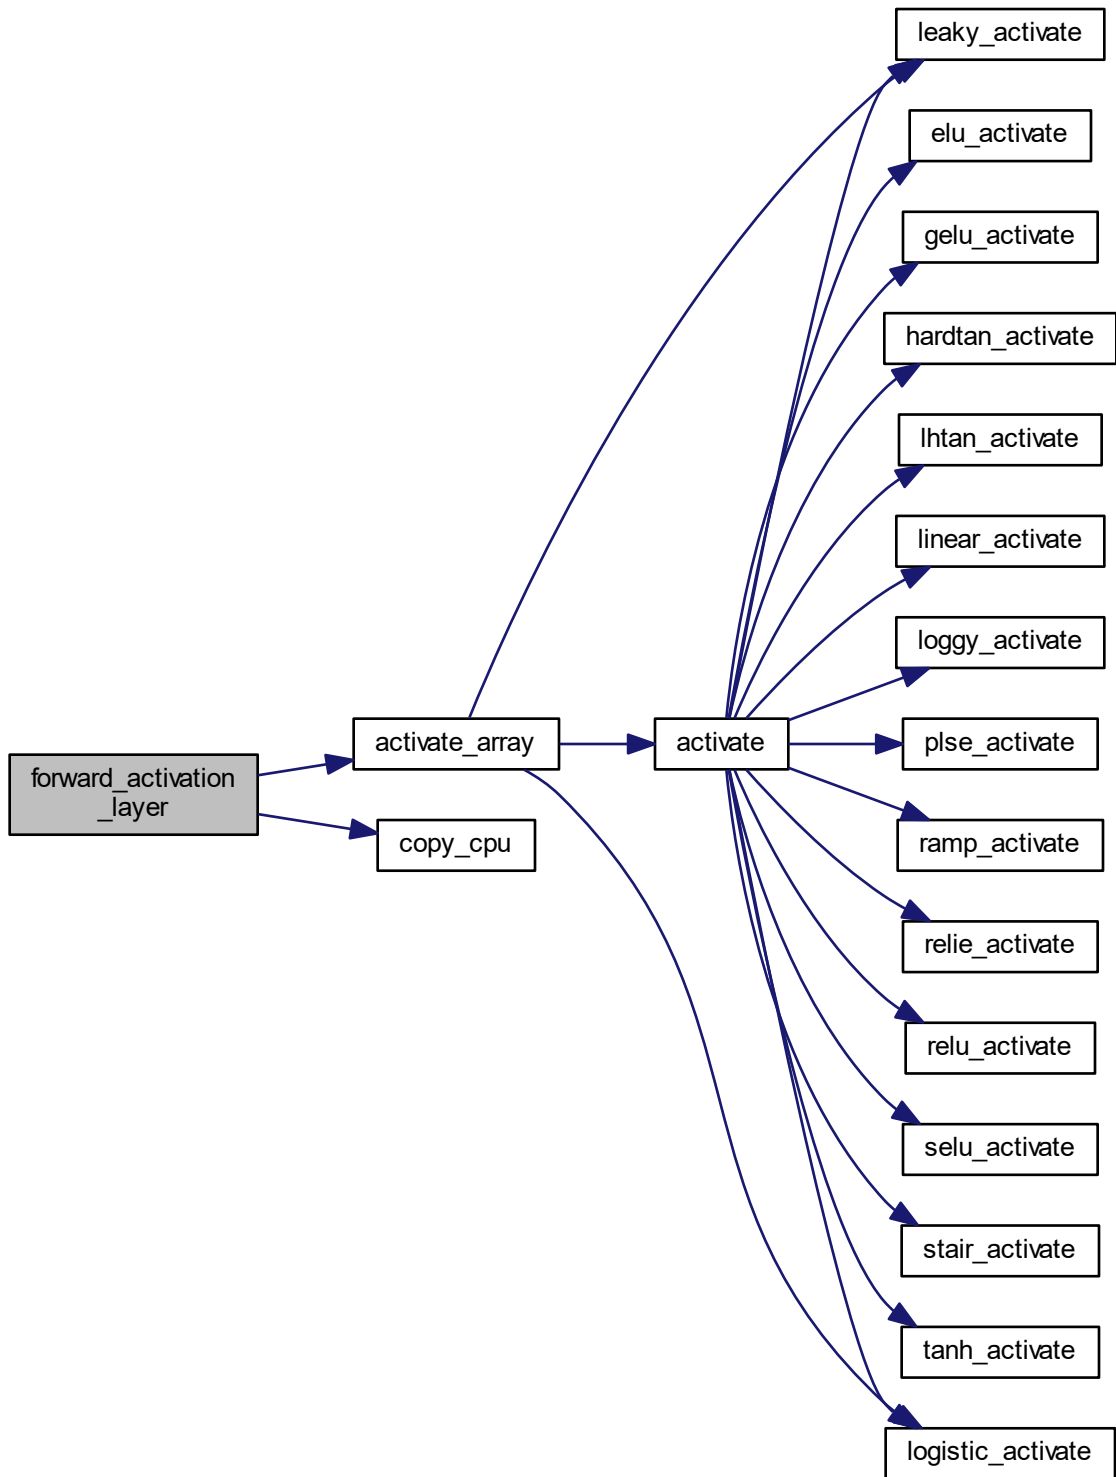 leaky_activate
elu_activate
gelu_activate
hardtan_activate
lhtan_activate
linear_activate
loggy_activate
activate_array
activate
plse_activate
forward_activation
_layer
copy_cpu
ramp_activate
relie_activate
relu_activate
selu_activate
stair_activate
tanh_activate
logistic_activate